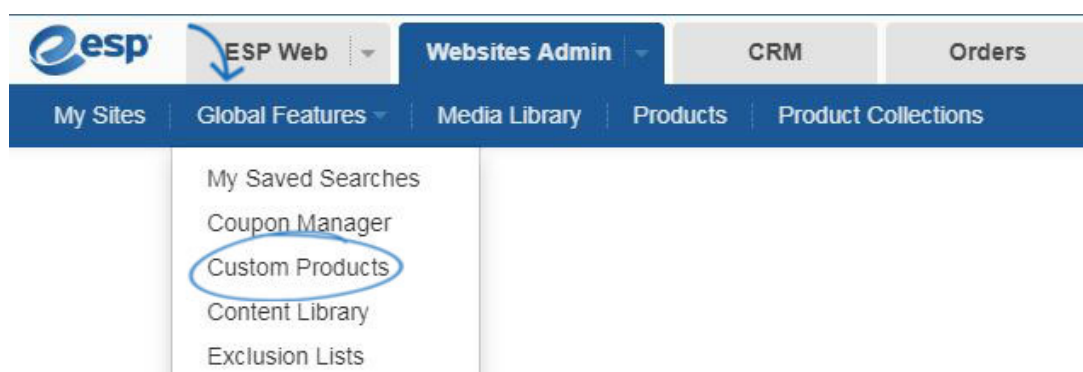 esp ESP Web Websites Admin CRM Orders
My Sites Global Features Media Library Products Product Collections
My Saved Searches
Coupon Manager
Custom Products
Content Library
Exclusion Lists